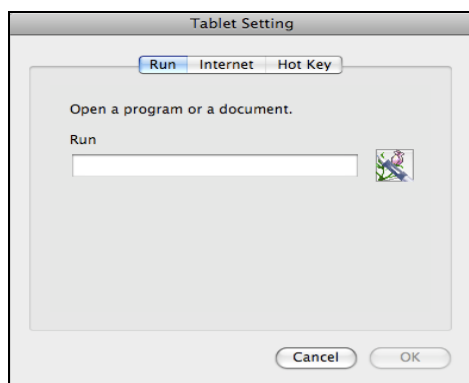 Tablet Setting
Run Internet Hot Key
Open a program or a document.
Run
Cancel OK